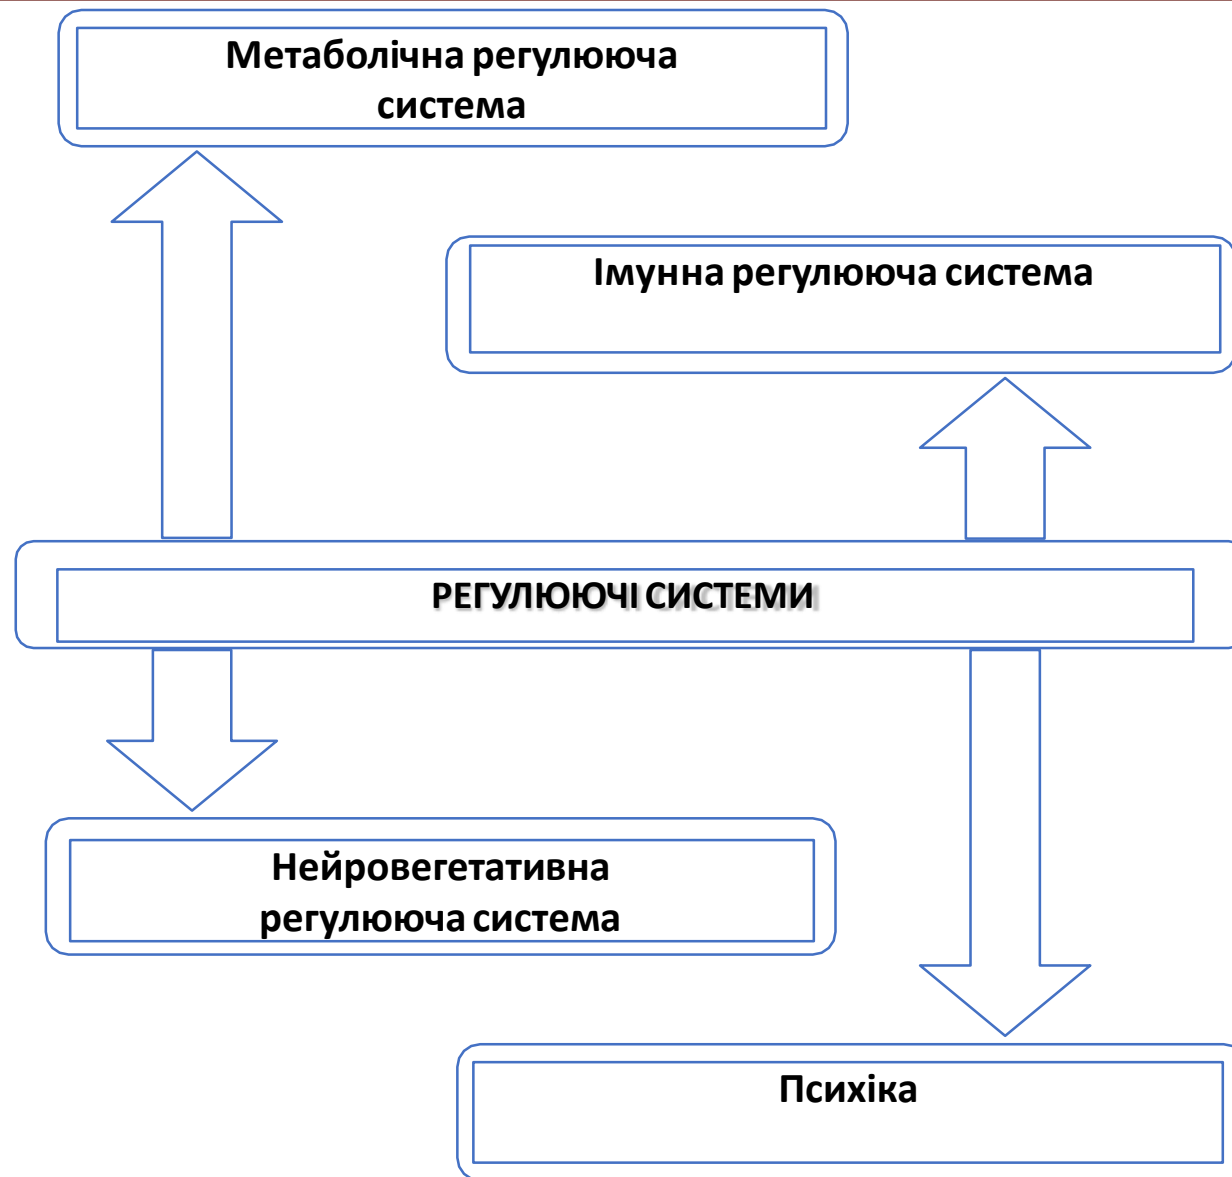 Метаболічна регулююча
система
Імунна регулююча система
РЕГУЛЮЮЧІ СИСТЕМИ
Нейровегетативна
регулююча система
Психіка